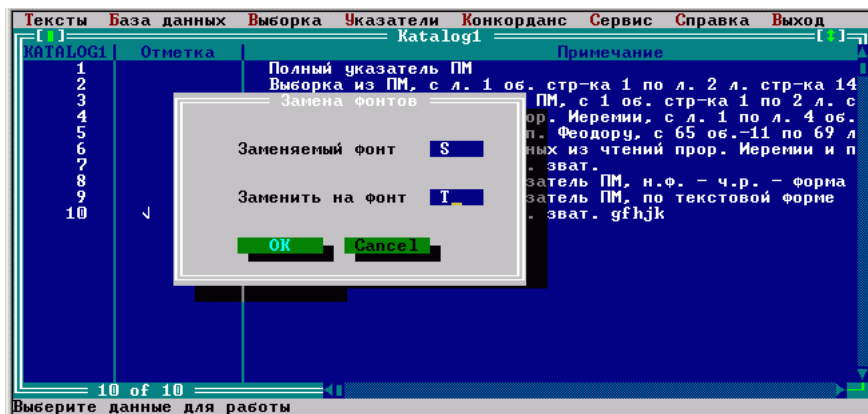 Тексты База данных Выборка Указатели Конкорданс Сервис Справка Выход
Katalog1
KATALOG1 Отметка Примечание
1 Полный указатель ПМ
2 Выборка из ПМ, с л. 1 об. стр-ка 1 по л. 2 л. стр-ка 14
3 ПМ, с 1 об. стр-ка 1 по 2 л. с
4 ор. Иеремии, с л. 1 по л. 4 об.
5 п. Феодору, с 65 об.-11 по 69 л
6 ных из чтений прор. Иеремии и п
7 . зват.
8 затель ПМ, н.ф. - ч.р. - форма
9 затель ПМ, по текстовой форме
10 √ . зват. gfhjk
Замена фонтов
Заменяемый фонт S
Заменить на фонт T
OK Cancel
10 of 10
Выберите данные для работы